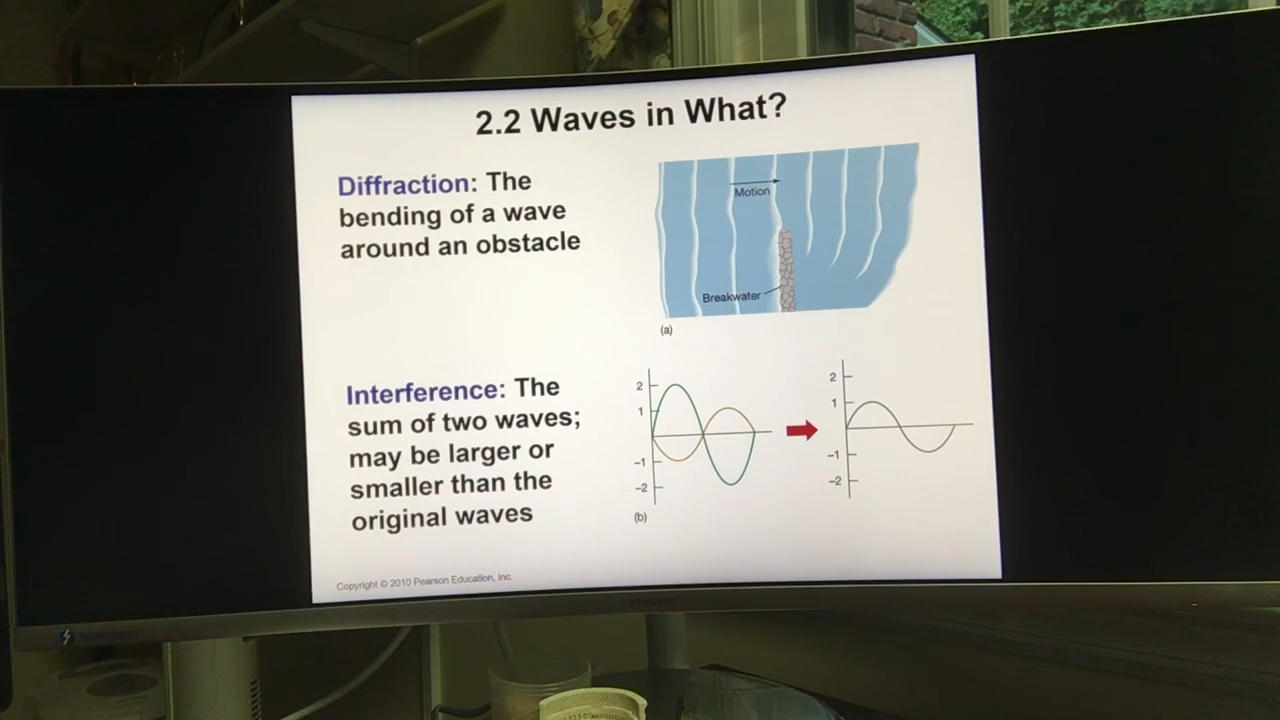 2.2 Waves in What?
Diffraction: The
bending of a wave
around an obstacle
Motion
Breakwater
(a)
Interference: The
sum of two waves;
may be larger or
smaller than the
original waves
2
1
−1
−2
(b)
2
1
−1
−2
Copyright © 2010 Pearson Education, Inc.
SAMSUNG